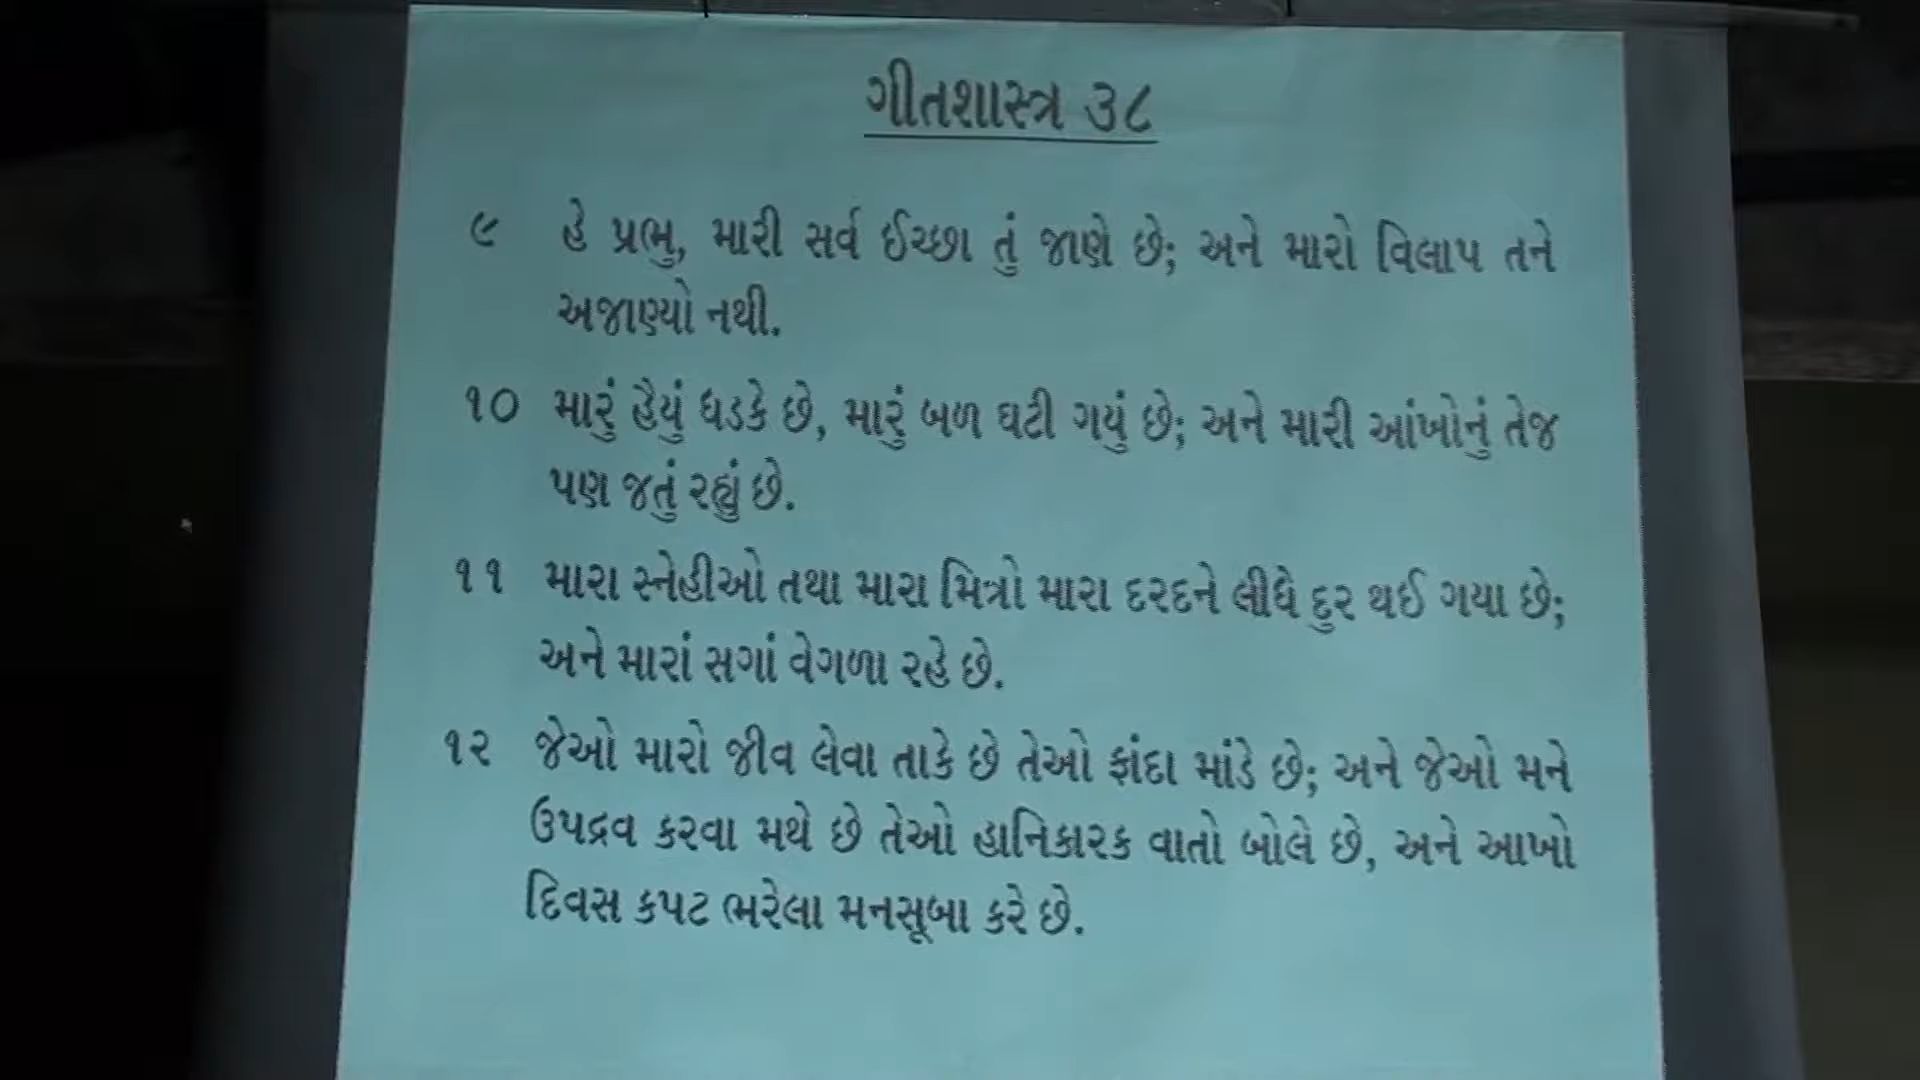 ગીતશાસ્ત્ર ૩૮
૯ હે પ્રભુ, મારી સર્વ ઈચ્છા તું જાણે છે; અને મારો વિલાપ તને
અજાણ્યો નથી.
૧૦ મારું હૈયું ધડકે છે, મારું બળ ઘટી ગયું છે; અને મારી આંખોનું તેજ
પણ જતું રહ્યું છે.
૧૧ મારા સ્નેહીઓ તથા મારા મિત્રો મારા દરદને લીધે દુર થઈ ગયા છે;
અને મારાં સગાં વેગળા રહે છે.
૧૨ જેઓ મારો જીવ લેવા તાકે છે તેઓ ફાંદા માંડે છે; અને જેઓ મને
ઉપદ્રવ કરવા મથે છે તેઓ હાનિકારક વાતો બોલે છે, અને આખો
દિવસ કપટ ભરેલા મનસૂબા કરે છે.